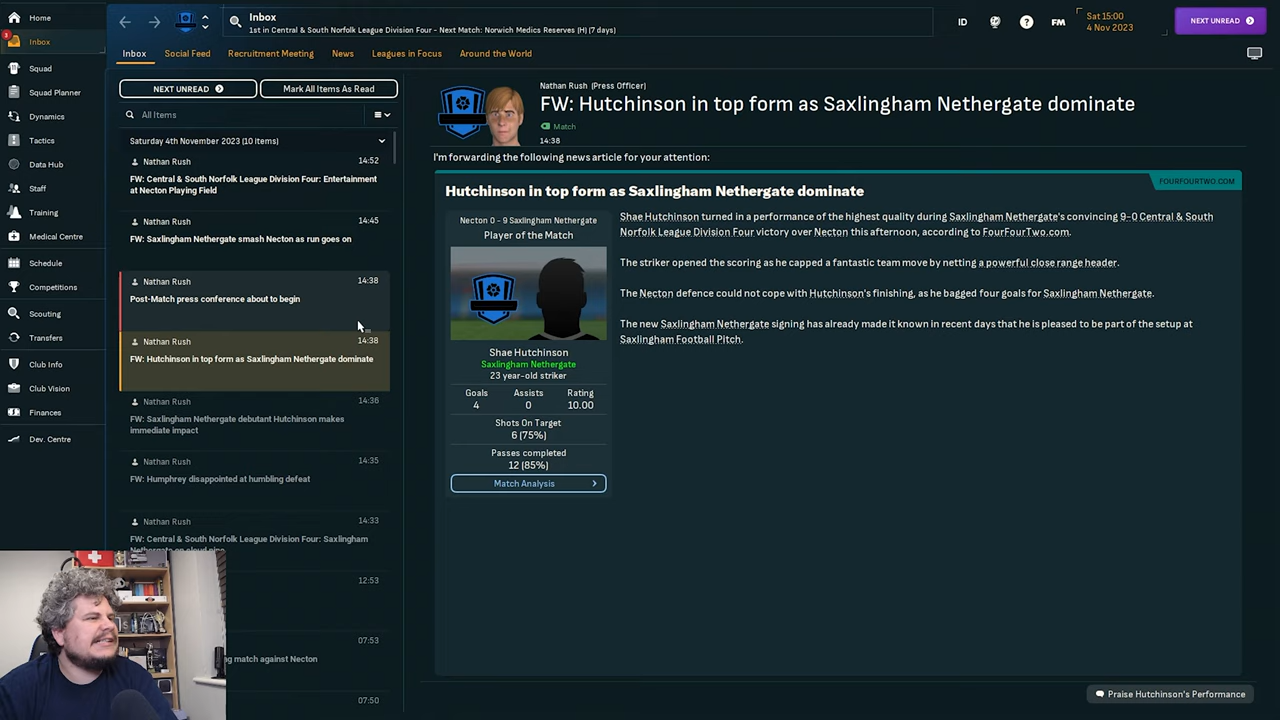 Home
Inbox
3
Squad
Squad Planner
Dynamics
Tactics
Data Hub
Staff
Training
Medical Centre
Schedule
Competitions
Scouting
Transfers
Club Info
Club Vision
Finances
Dev. Centre
Inbox
1st in Central & South Norfolk League Division Four - Next Match: Norwich Medics Reserves (H) (7 days)
ID
?
FM
Sat 15:00
4 Nov 2023
NEXT UNREAD
Inbox
Social Feed
Recruitment Meeting
News
Leagues in Focus
Around the World
NEXT UNREAD
Mark All Items As Read
All Items
Saturday 4th November 2023 (10 items)
Nathan Rush 14:52
FW: Central & South Norfolk League Division Four: Entertainment
at Necton Playing Field
Nathan Rush 14:45
FW: Saxlingham Nethergate smash Necton as run goes on
Nathan Rush 14:38
Post-Match press conference about to begin
Nathan Rush 14:38
FW: Hutchinson in top form as Saxlingham Nethergate dominate
Nathan Rush 14:36
FW: Saxlingham Nethergate debutant Hutchinson makes
immediate impact
Nathan Rush 14:35
FW: Humphrey disappointed at humbling defeat
Nathan Rush 14:33
FW: Central & South Norfolk League Division Four: Saxlingham
12:53
07:53
ng match against Necton
07:50
Nathan Rush (Press Officer)
FW: Hutchinson in top form as Saxlingham Nethergate dominate
Match
14:38
I'm forwarding the following news article for your attention:
Hutchinson in top form as Saxlingham Nethergate dominate
FOURFOURTWO.COM
Necton 0 - 9 Saxlingham Nethergate
Player of the Match
Shae Hutchinson
Saxlingham Nethergate
23 year-old striker
Goals Assists Rating
4 0 10.00
Shots On Target
6 (75%)
Passes completed
12 (85%)
Match Analysis
Shae Hutchinson turned in a performance of the highest quality during Saxlingham Nethergate's convincing 9-0 Central & South
Norfolk League Division Four victory over Necton this afternoon, according to FourFourTwo.com.
The striker opened the scoring as he capped a fantastic team move by netting a powerful close range header.
The Necton defence could not cope with Hutchinson's finishing, as he bagged four goals for Saxlingham Nethergate.
The new Saxlingham Nethergate signing has already made it known in recent days that he is pleased to be part of the setup at
Saxlingham Football Pitch.
Praise Hutchinson's Performance